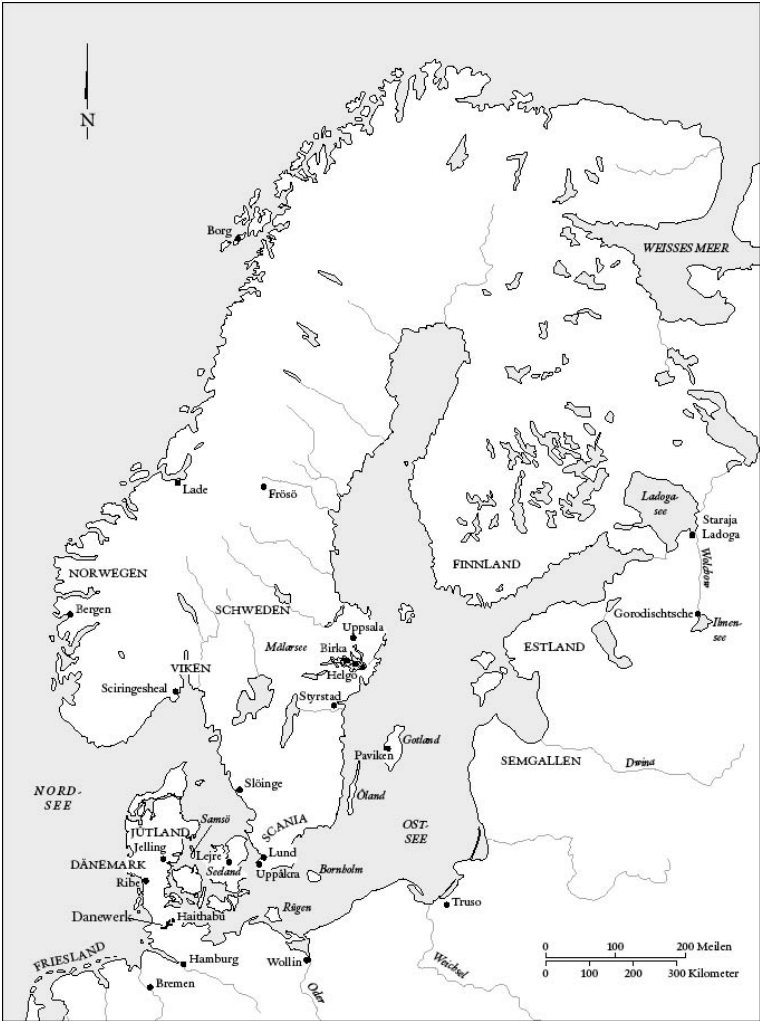 N
Borg
WEISSES MEER
Lade
Frösö
Ladoga-
see
Staraja
Ladoga
Wolchow
FINNLAND
NORWEGEN
Bergen
SCHWEDEN
Gorodischtsche
Ilmen-
see
Uppsala
Mälarsee
Birka
Helgö
ESTLAND
VIKEN
Sciringesheal
Styrstad
Gotland
Paviken
SEMGALLEN
Dwina
NORD-
SEE
Slöinge
Öland
Samsö
SCANIA
OST-
SEE
JÜTLAND
Jelling
Lejre
Lund
DÄNEMARK
Seeland
Uppåkra
Bornholm
Ribe
Truso
Danewerk
Haithabu
Rügen
FRIESLAND
Hamburg
Wollin
Weichsel
Bremen
Oder
0 100 200 Meilen
0 100 200 300 Kilometer